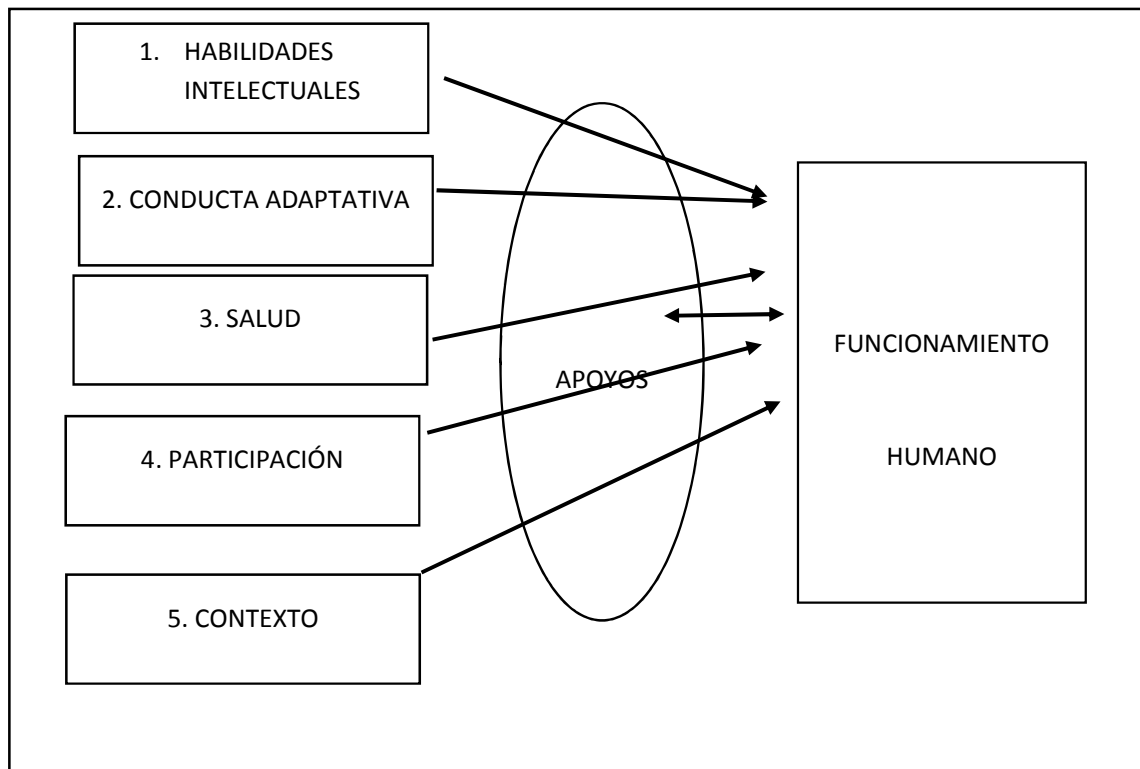 1. HABILIDADES
INTELECTUALES
2. CONDUCTA ADAPTATIVA
3. SALUD
4. PARTICIPACIÓN
5. CONTEXTO
APOYOS
FUNCIONAMIENTO
HUMANO